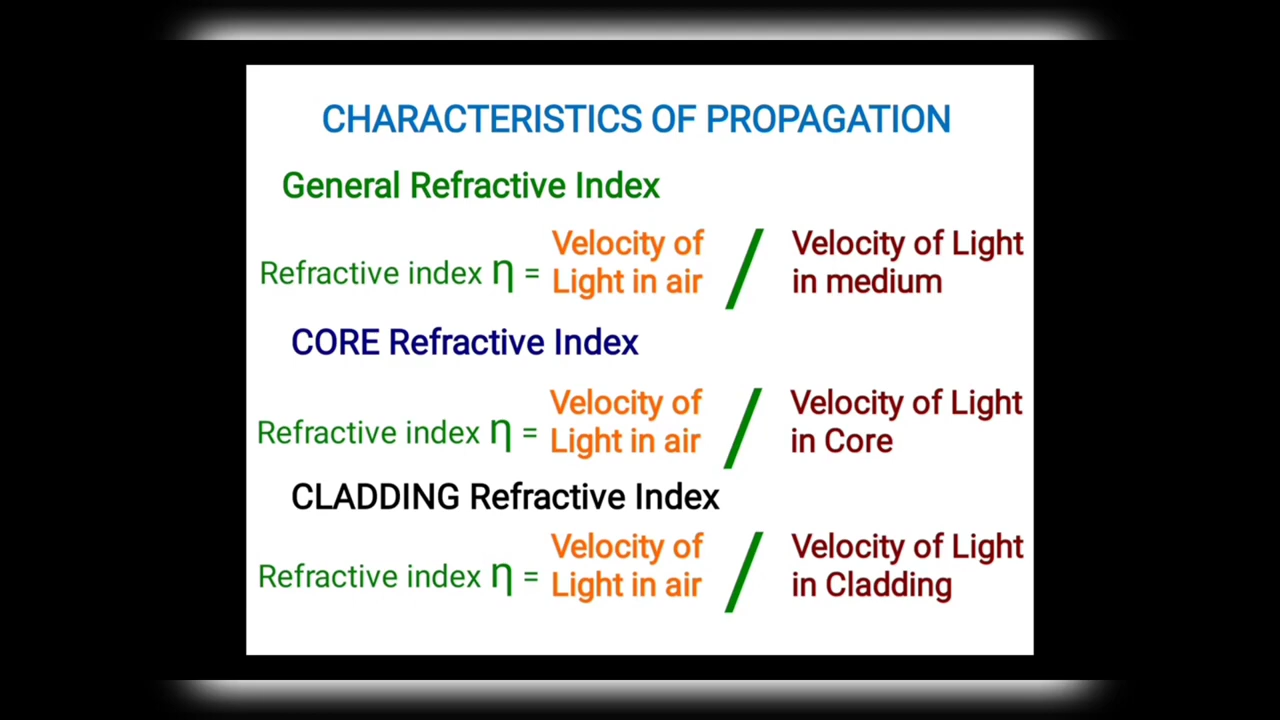 CHARACTERISTICS OF PROPAGATION
General Refractive Index
Refractive index η = Velocity of Light in air / Velocity of Light in medium
CORE Refractive Index
Refractive index η = Velocity of Light in air / Velocity of Light in Core
CLADDING Refractive Index
Refractive index η = Velocity of Light in air / Velocity of Light in Cladding